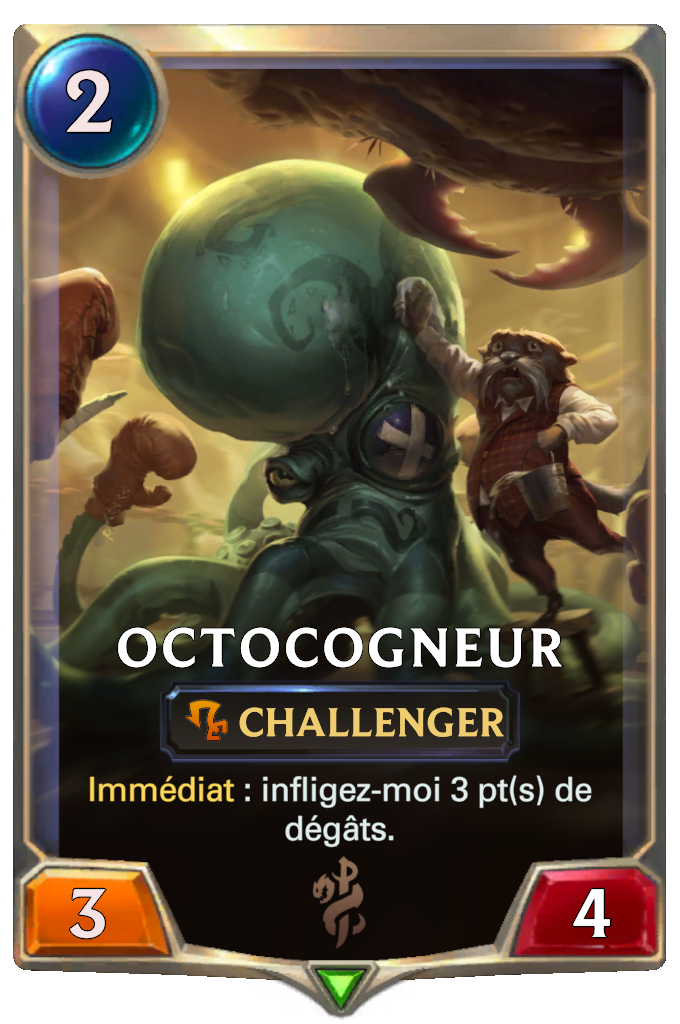 2
OCTOCOGNEUR
CHALLENGER
Immédiat : infligez-moi 3 pt(s) de
dégâts.
3
4